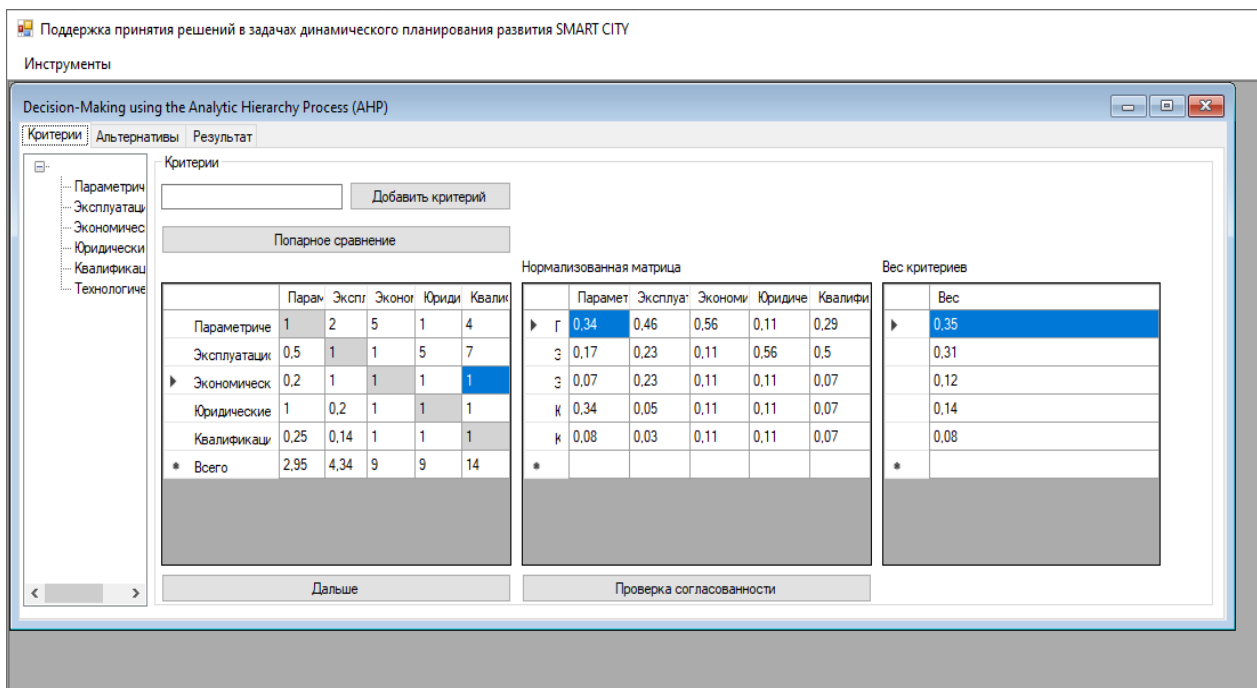 Поддержка принятия решений в задачах динамического планирования развития SMART CITY
Инструменты
Decision-Making using the Analytic Hierarchy Process (AHP)
Критерии Альтернативы Результат
Параметрич
Эксплуатаци
Экономичес
Юридически
Квалификац
Технологиче
Критерии
Добавить критерий
Попарное сравнение
Парам Экспл Эконог Юриди Квалис
Параметриче 1 2 5 1 4
Эксплуатацис 0,5 1 1 5 7
Экономическ 0,2 1 1 1 1
Юридические 1 0,2 1 1 1
Квалификаци 0,25 0,14 1 1 1
Всего 2,95 4,34 9 9 14
Дальше
Нормализованная матрица
Парамет Эксплуат Экономи Юридиче Квалифи
Г 0,34 0,46 0,56 0,11 0,29
Э 0,17 0,23 0,11 0,56 0,5
Э 0,07 0,23 0,11 0,11 0,07
К 0,34 0,05 0,11 0,11 0,07
К 0,08 0,03 0,11 0,11 0,07
Проверка согласованности
Вес критериев
Вес
0,35
0,31
0,12
0,14
0,08